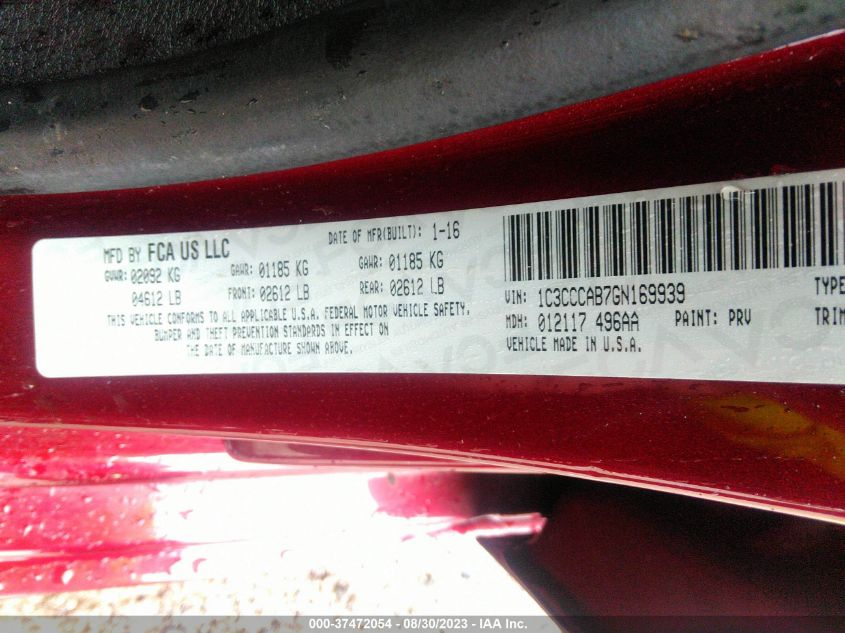 MFD BY FCA US LLC DATE OF MFR(BUILT): 1-16
GVWR: 02092 KG GAWR: 01185 KG GAWR: 01185 KG
04612 LB FRONT: 02612 LB REAR: 02612 LB
THIS VEHICLE CONFORMS TO ALL APPLICABLE U.S.A. FEDERAL MOTOR VEHICLE SAFETY,
BUMPER AND THEFT PREVENTION STANDARDS IN EFFECT ON
THE DATE OF MANUFACTURE SHOWN ABOVE.
VIN: 1C3CCCAB7GN169939 TYPE
MDH: 012117 496AA PAINT: PRV TRIM
VEHICLE MADE IN U.S.A.
000-37472054 - 08/30/2023 - IAA Inc.